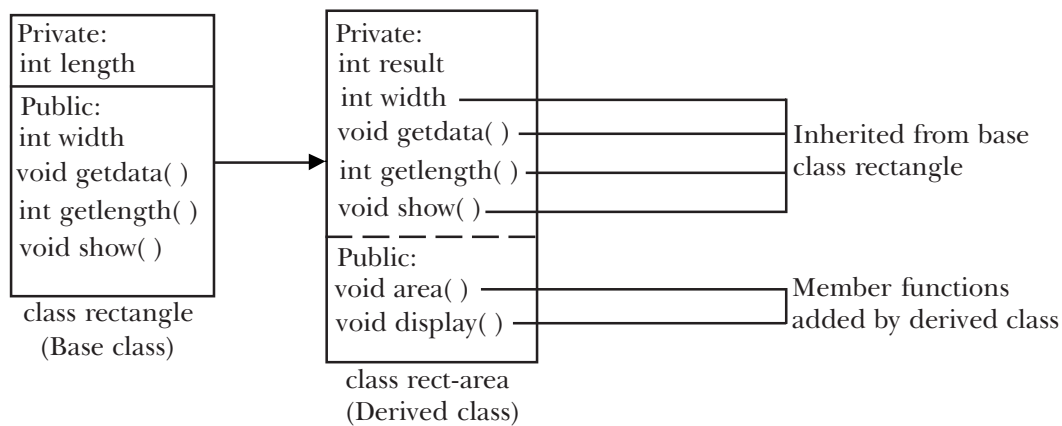 Private:
int length
Public:
int width
void getdata( )
int getlength( )
void show( )
class rectangle
(Base class)
Private:
int result
int width
void getdata( )
int getlength( )
void show( )
Public:
void area( )
void display( )
class rect-area
(Derived class)
Inherited from base
class rectangle
Member functions
added by derived class